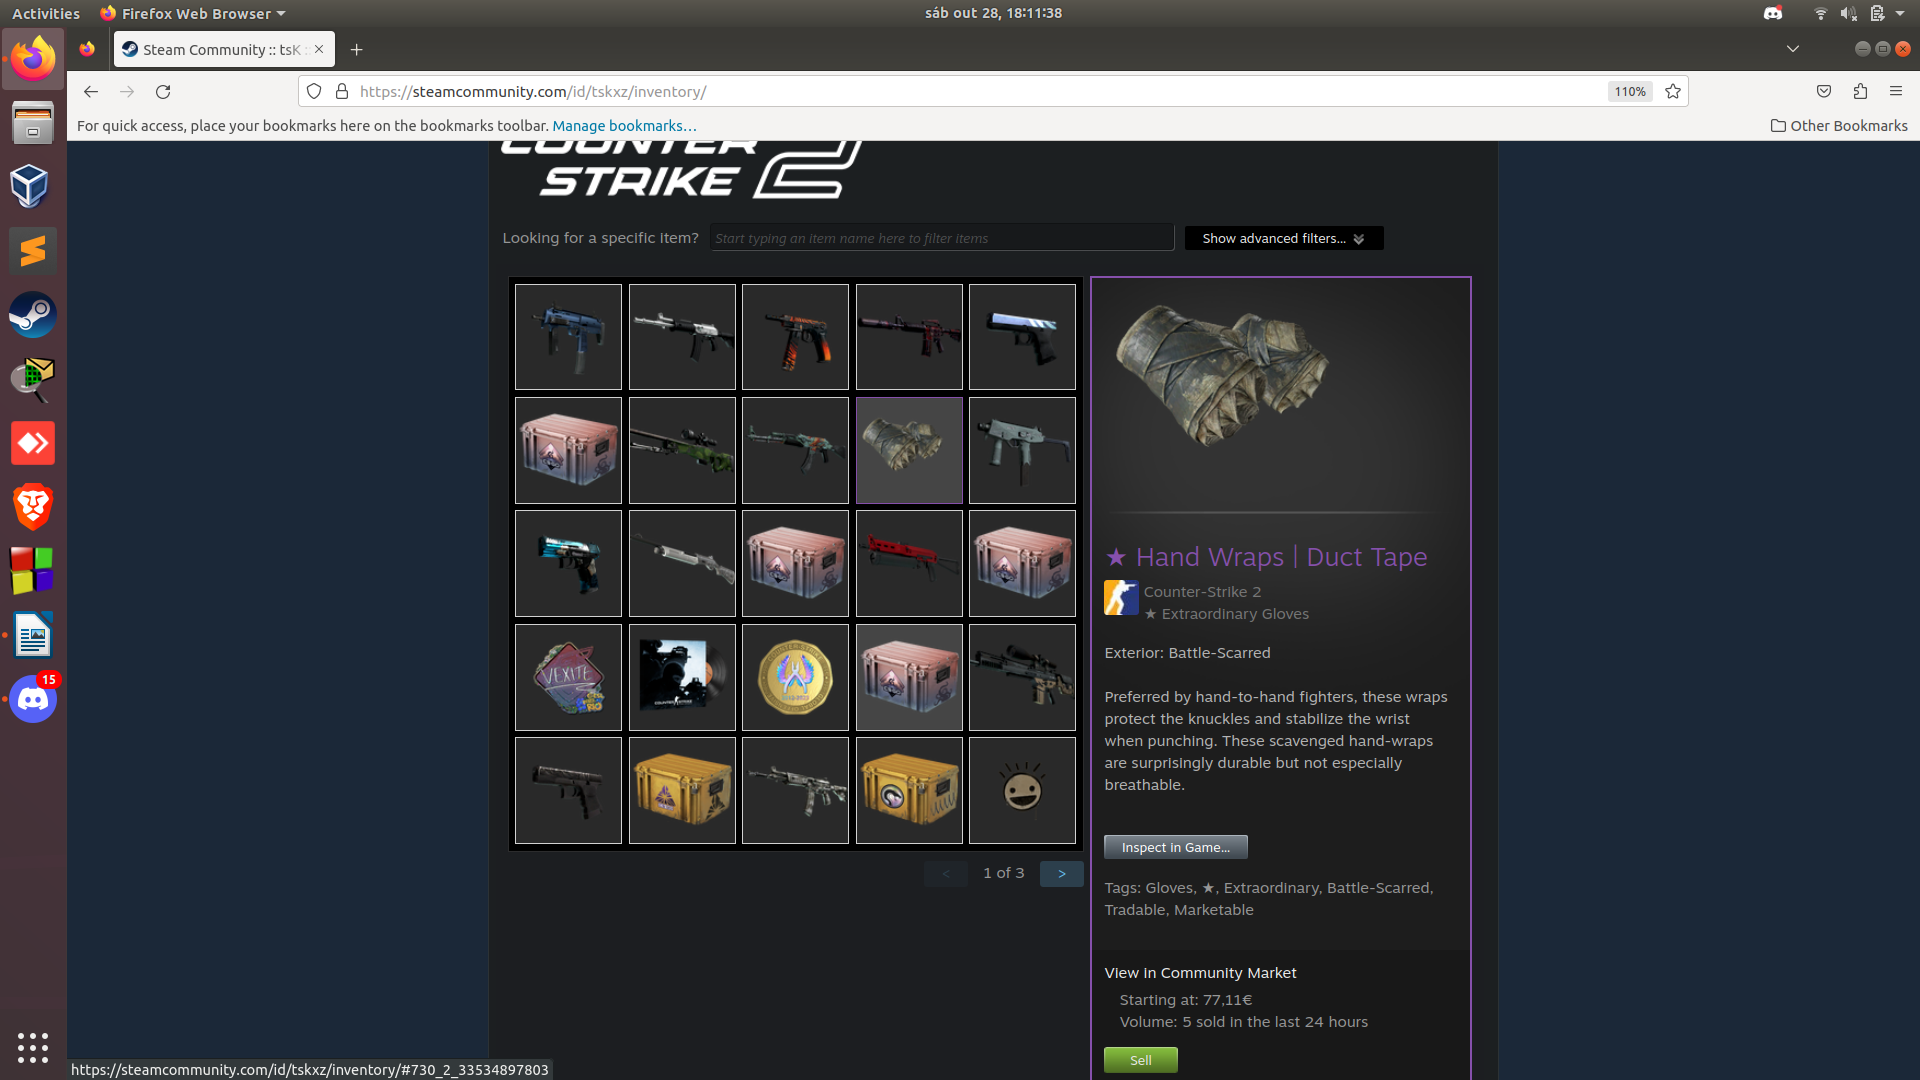 Activities
Firefox Web Browser
sáb out 28, 18:11:38
Steam Community :: tsK ::
https://steamcommunity.com/id/tskxz/inventory/
110%
For quick access, place your bookmarks here on the bookmarks toolbar. Manage bookmarks…
Other Bookmarks
COUNTER
STRIKE 2
Looking for a specific item?
Start typing an item name here to filter items
Show advanced filters...
★ Hand Wraps | Duct Tape
Counter-Strike 2
★ Extraordinary Gloves
Exterior: Battle-Scarred
Preferred by hand-to-hand fighters, these wraps
protect the knuckles and stabilize the wrist
when punching. These scavenged hand-wraps
are surprisingly durable but not especially
breathable.
VEXITE
COUNTER STRIKE
< 1 of 3 >
Inspect in Game...
Tags: Gloves, ★, Extraordinary, Battle-Scarred,
Tradable, Marketable
View in Community Market
Starting at: 77,11€
Volume: 5 sold in the last 24 hours
Sell
15
https://steamcommunity.com/id/tskxz/inventory/#730_2_33534897803